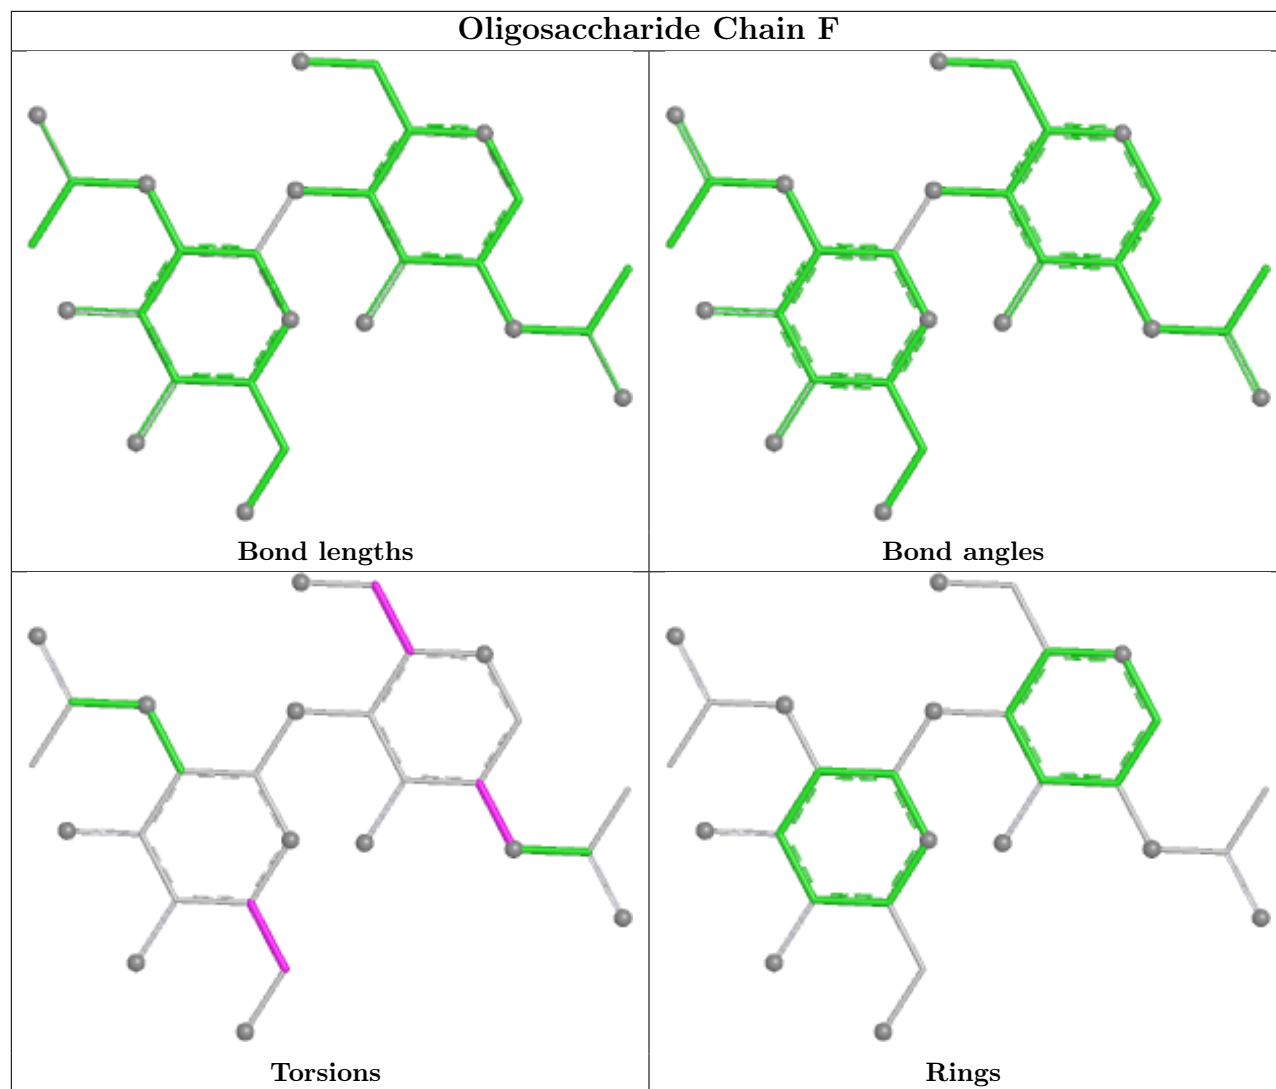 Oligosaccharide Chain F
Bond lengths
Bond angles
Torsions
Rings